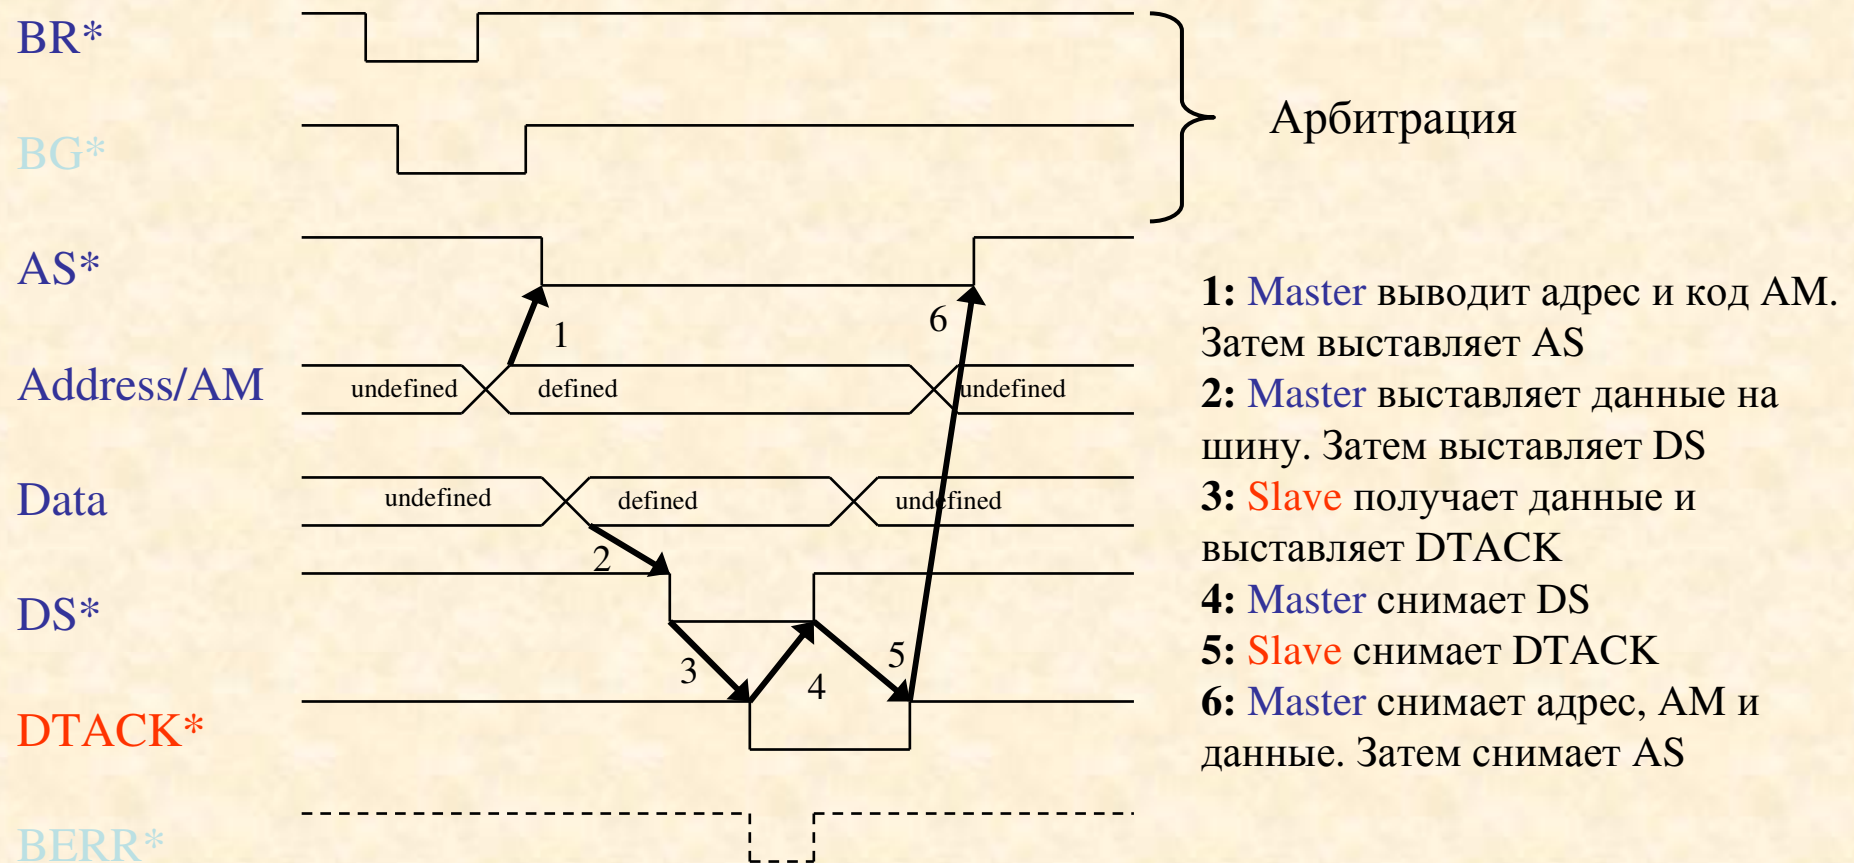 BR*
Арбитрация
BG*
AS*
1
6
Address/AM
undefined
defined
undefined
Data
undefined
defined
undefined
2
DS*
3
4
5
DTACK*
BERR*
1: Master выводит адрес и код AM.
Затем выставляет AS
2: Master выставляет данные на
шину. Затем выставляет DS
3: Slave получает данные и
выставляет DTACK
4: Master снимает DS
5: Slave снимает DTACK
6: Master снимает адрес, AM и
данные. Затем снимает AS